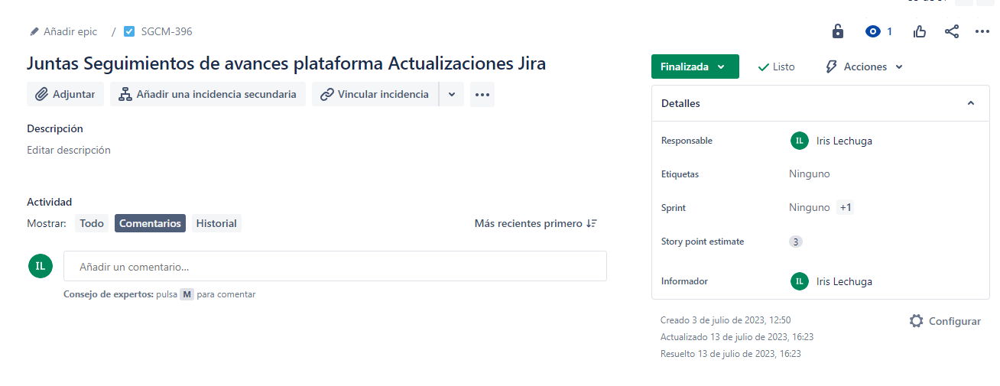 Añadir epic / SGCM-396
1
Juntas Seguimientos de avances plataforma Actualizaciones Jira
Adjuntar Añadir una incidencia secundaria Vincular incidencia
Descripción
Editar descripción
Actividad
Mostrar: Todo Comentarios Historial Más recientes primero
IL Añadir un comentario...
Consejo de expertos: pulsa M para comentar
Finalizada Listo Acciones
Detalles
Responsable IL Iris Lechuga
Etiquetas Ninguno
Sprint Ninguno +1
Story point estimate 3
Informador IL Iris Lechuga
Creado 3 de julio de 2023, 12:50 Configurar
Actualizado 13 de julio de 2023, 16:23
Resuelto 13 de julio de 2023, 16:23